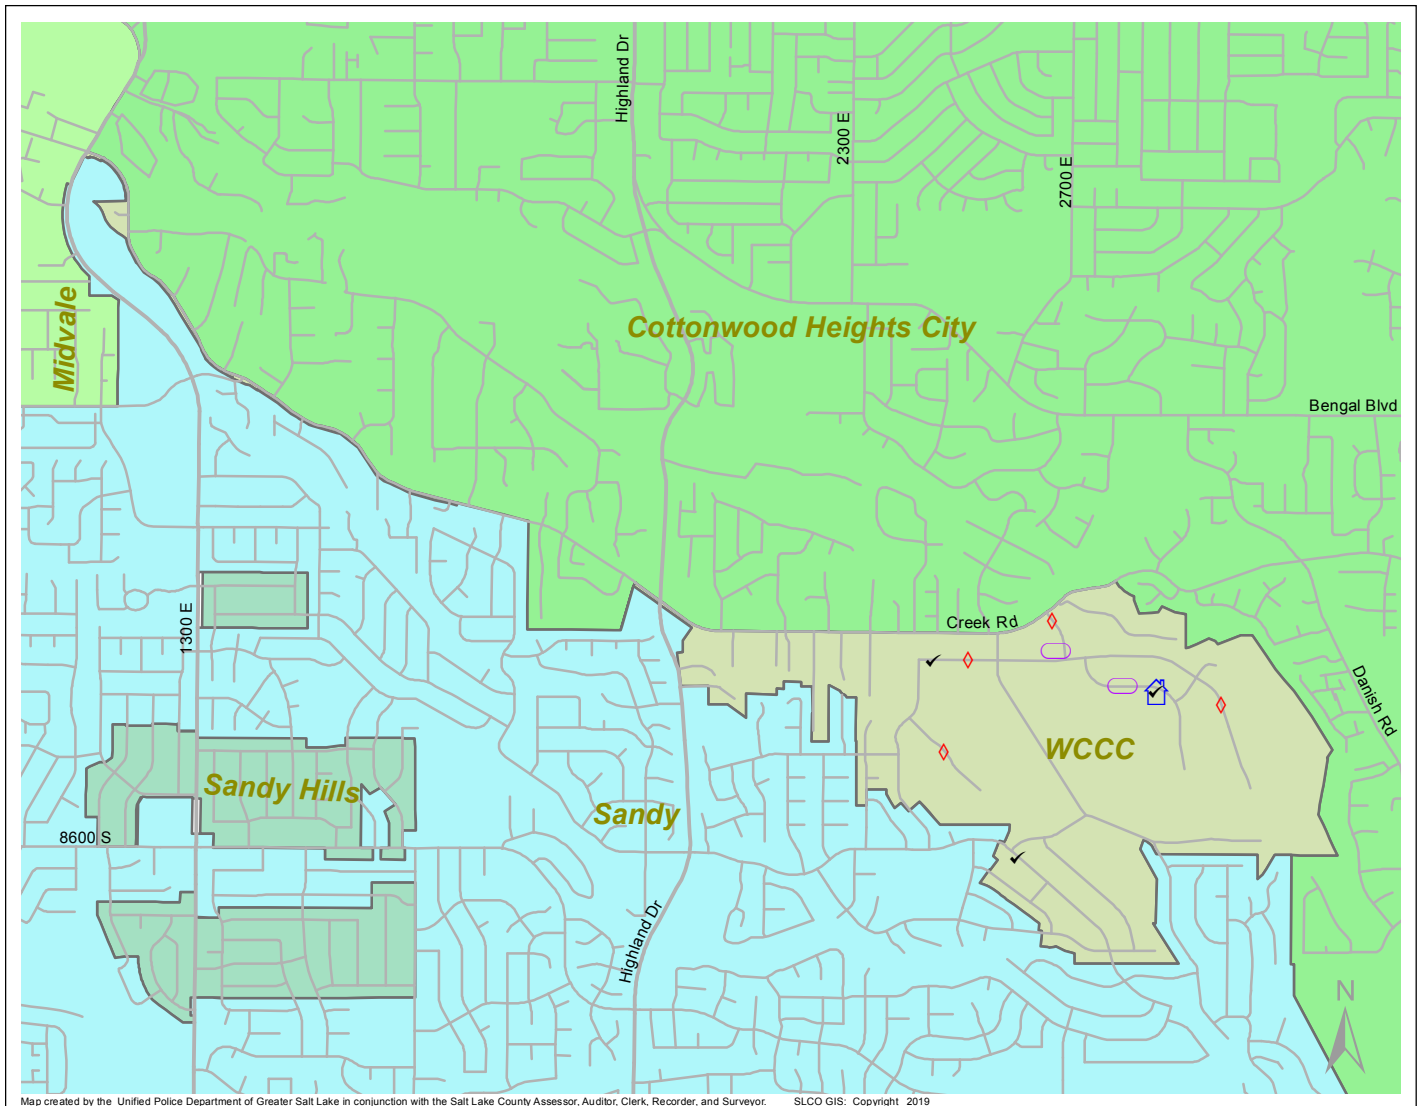 Highland Dr
2300 E
2700 E
Midvale
Cottonwood Heights City
Bengal Blvd
1300 E
Creek Rd
Danish Rd
WCCC
Sandy Hills
Sandy
8600 S
Highland Dr
N
Map created by the Unified Police Department of Greater Salt Lake in conjunction with the Salt Lake County Assessor, Auditor, Clerk, Recorder, and Surveyor. SLCO GIS: Copyright 2019